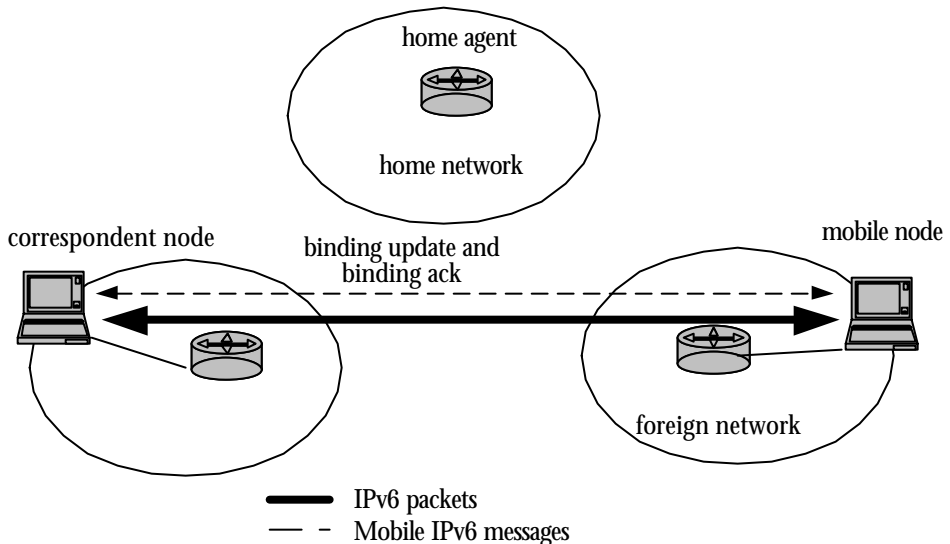 home agent
home network
correspondent node
binding update and
binding ack
mobile node
foreign network
IPv6 packets
Mobile IPv6 messages